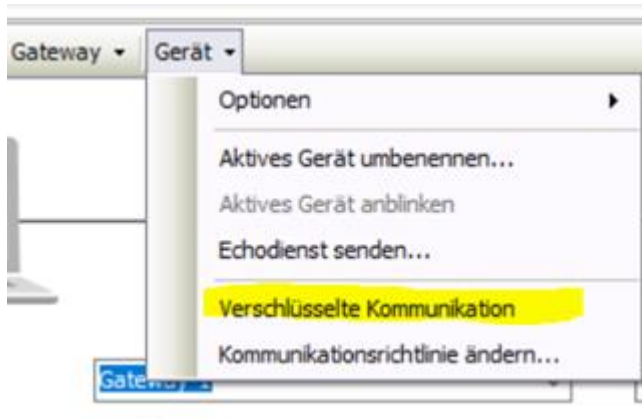 Gateway Gerät
Optionen
Aktives Gerät umbenennen...
Aktives Gerät anblinken
Echodienst senden...
Verschlüsselte Kommunikation
Kommunikationsrichtlinie ändern...